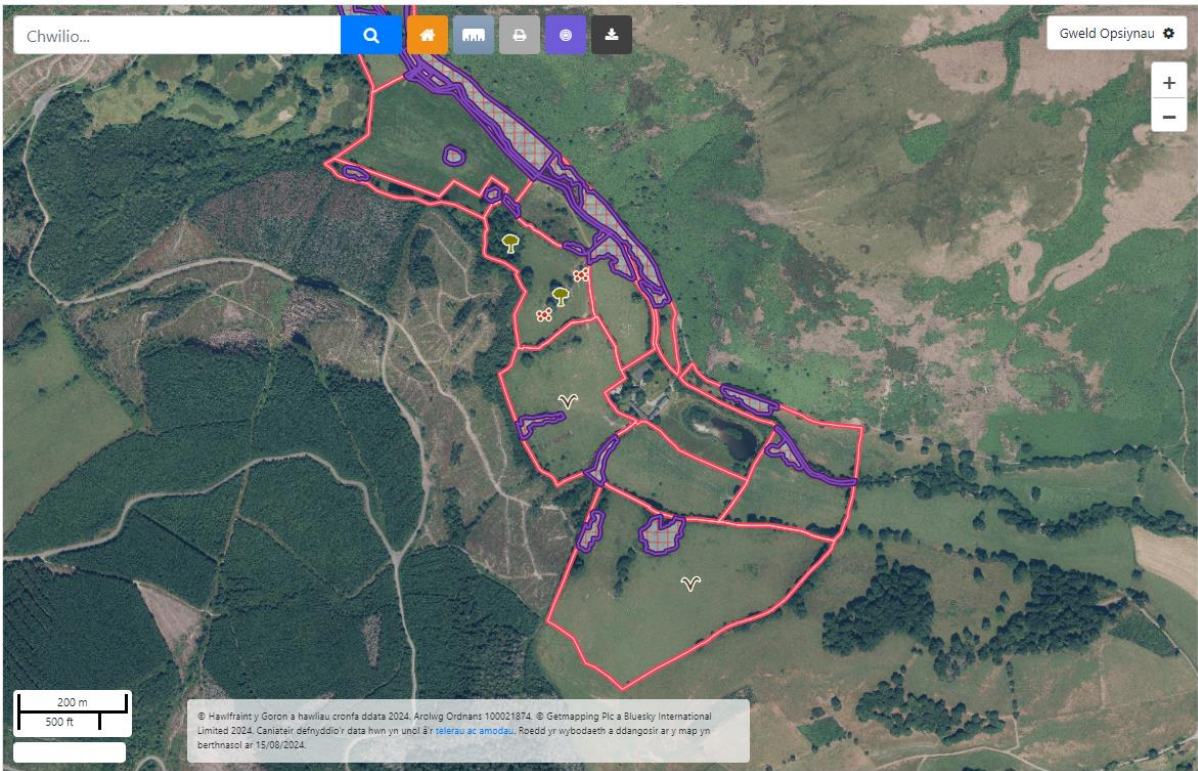 Chwilio...
Gweld Opsiynau
+
−
200 m
500 ft
© Hawlfraint y Goron a hawliau cronfa ddata 2024. Arolwg Ordnans 100021874. © Getmapping Plc a Bluesky International
Limited 2024. Caniateir defnyddio'r data hwn yn unol â'r telerau ac amodau. Roedd yr wybodaeth a ddangosir ar y map yn
berthnasol ar 15/08/2024.